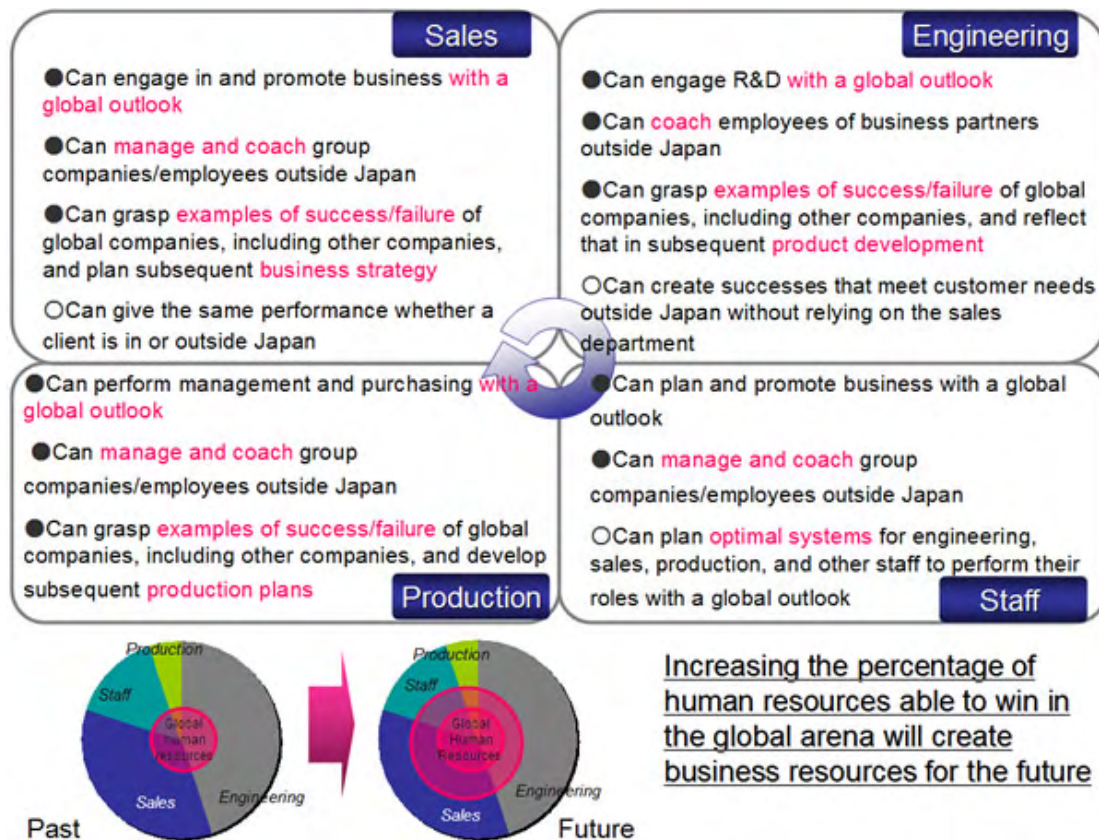 Sales
●Can engage in and promote business with a
global outlook
●Can manage and coach group
companies/employees outside Japan
●Can grasp examples of success/failure of
global companies, including other companies,
and plan subsequent business strategy
○Can give the same performance whether a
client is in or outside Japan
Engineering
●Can engage R&D with a global outlook
●Can coach employees of business partners
outside Japan
●Can grasp examples of success/failure of global
companies, including other companies, and reflect
that in subsequent product development
○Can create successes that meet customer needs
outside Japan without relying on the sales
department
●Can perform management and purchasing with a
global outlook
●Can manage and coach group
companies/employees outside Japan
●Can grasp examples of success/failure of global
companies, including other companies, and develop
subsequent production plans
Production
●Can plan and promote business with a global
outlook
●Can manage and coach group
companies/employees outside Japan
○Can plan optimal systems for engineering,
sales, production, and other staff to perform their
roles with a global outlook
Staff
Production
Staff
Global
human
resources
Sales
Engineering
Past
Production
Staff
Global
Human
Resources
Sales
Engineering
Future
Increasing the percentage of
human resources able to win in
the global arena will create
business resources for the future